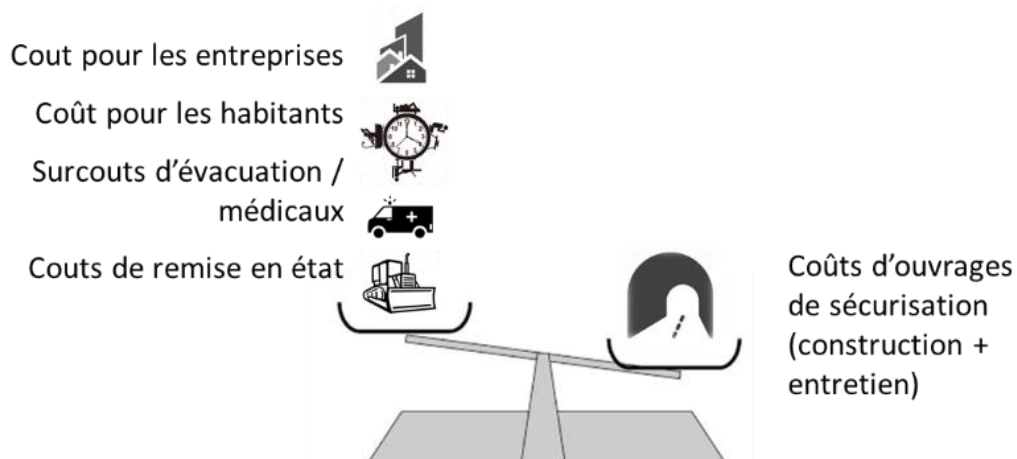 Cout pour les entreprises
Coût pour les habitants
Surcouts d'évacuation /
médicaux
Couts de remise en état
Coûts d'ouvrages
de sécurisation
(construction +
entretien)